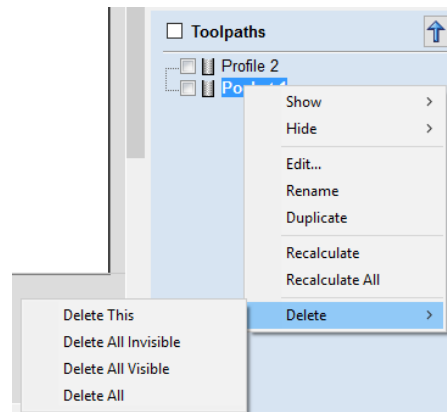 Toolpaths
Profile 2
Show
Hide
Edit...
Rename
Duplicate
Recalculate
Recalculate All
Delete
Delete This
Delete All Invisible
Delete All Visible
Delete All